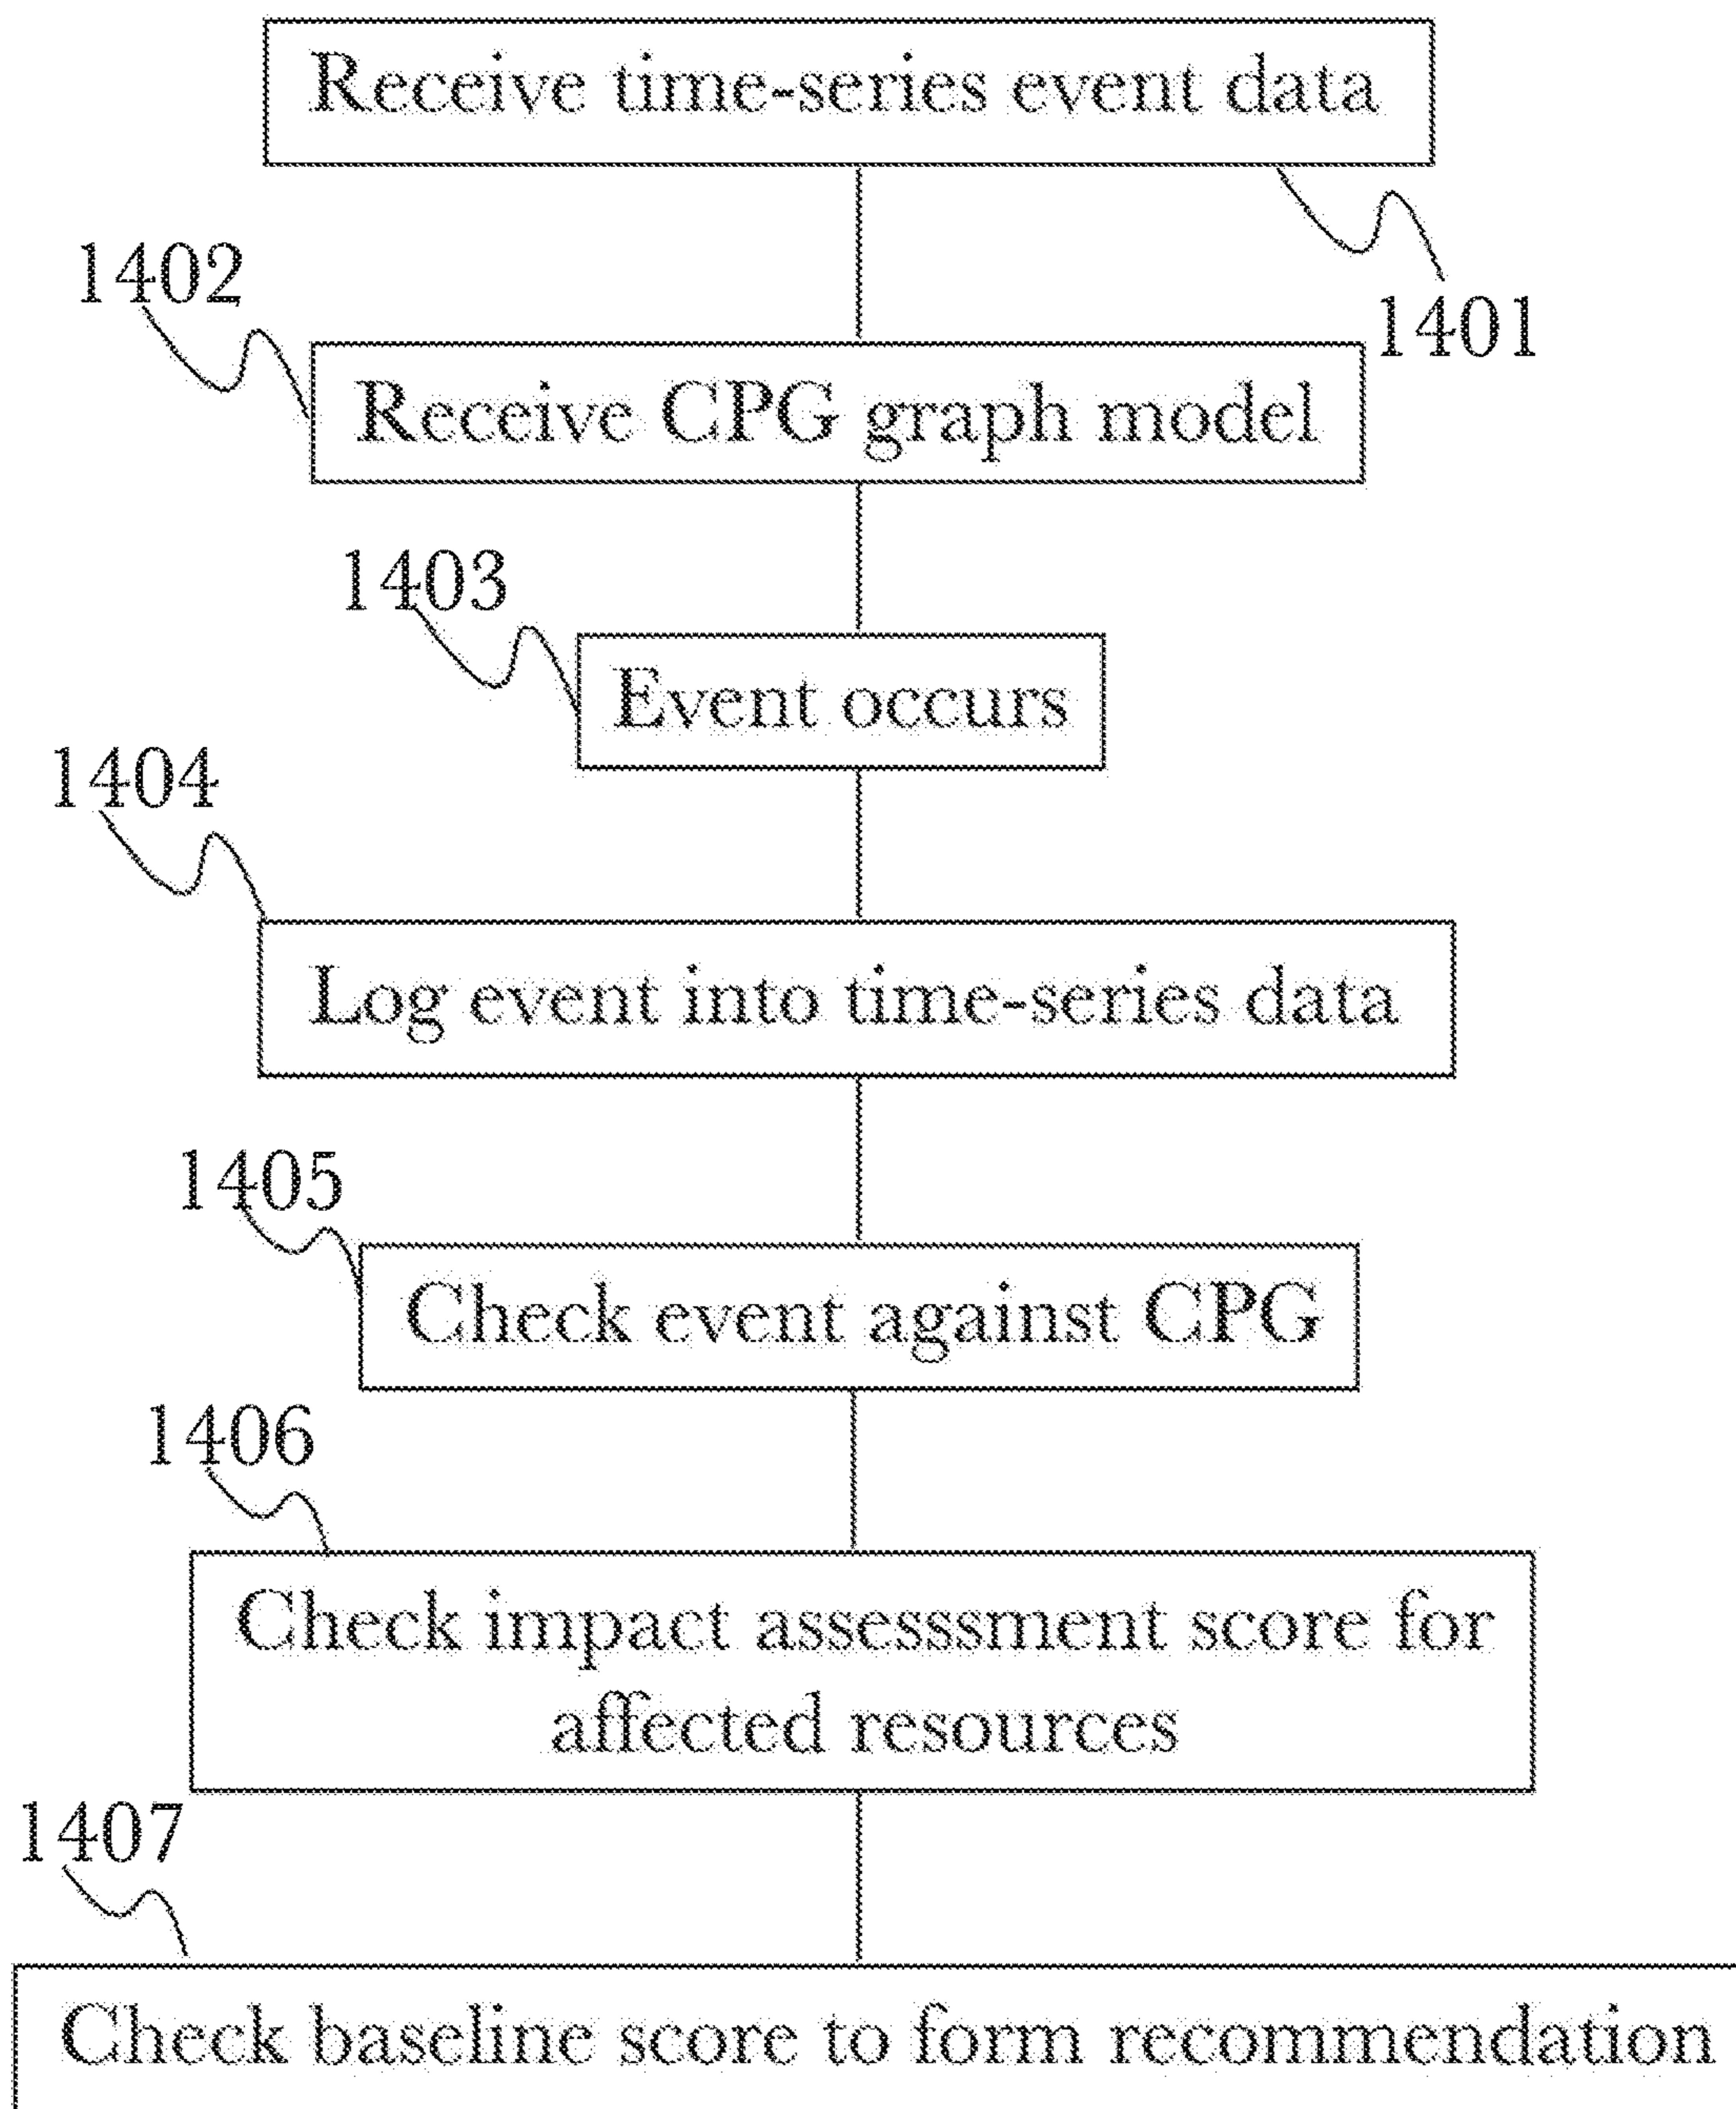 Receive time-series event data
1401
1402
Receive CPG graph model
1403
Event occurs
1404
Log event into time-series data
1405
Check event against CPG
1406
Check impact assesssment score for
affected resources
1407
Check baseline score to form recommendation